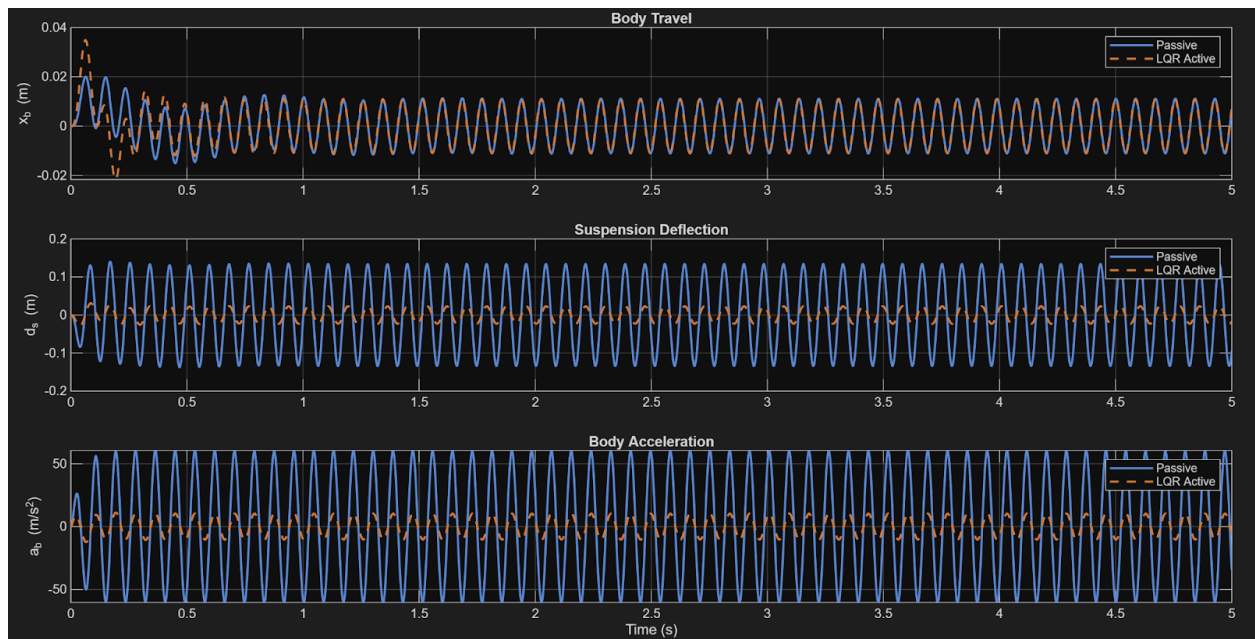 Body Travel
0.04
0.02
0
-0.02
x_b (m)
Passive
LQR Active
0 0.5 1 1.5 2 2.5 3 3.5 4 4.5 5
Suspension Deflection
0.2
0.1
0
-0.1
-0.2
d_s (m)
Passive
LQR Active
0 0.5 1 1.5 2 2.5 3 3.5 4 4.5 5
Body Acceleration
50
0
-50
a_b (m/s²)
Passive
LQR Active
0 0.5 1 1.5 2 2.5 3 3.5 4 4.5 5
Time (s)